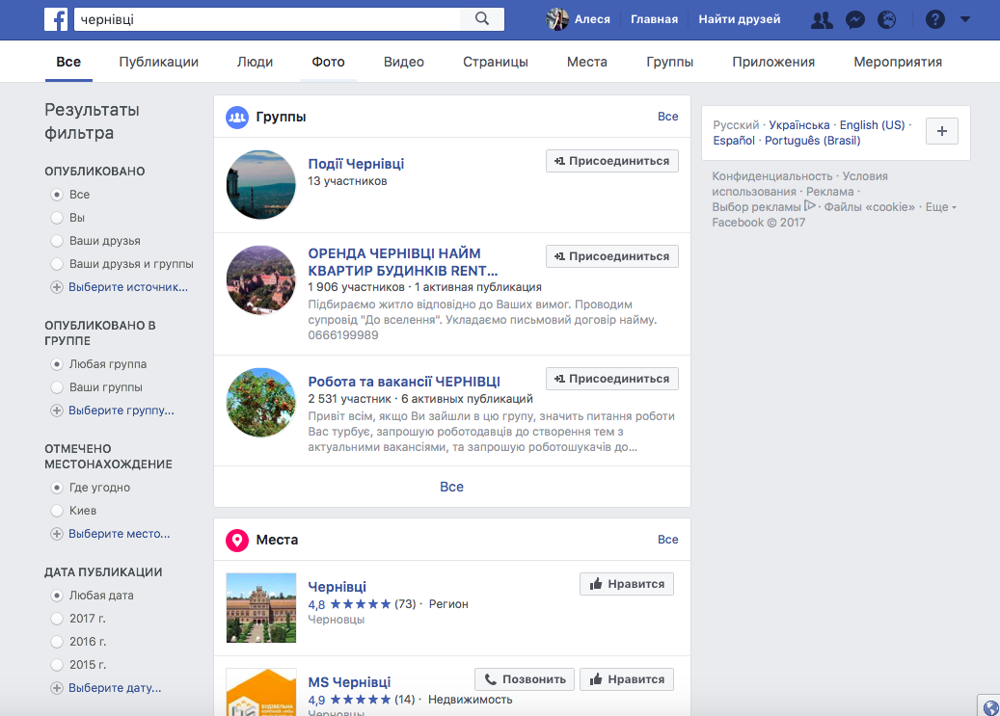 чернівці
Алеся
Главная
Найти друзей
Все
Публикации
Люди
Фото
Видео
Страницы
Места
Группы
Приложения
Мероприятия
Результаты
фильтра
ОПУБЛИКОВАНО
Все
Вы
Ваши друзья
Ваши друзья и группы
Выберите источник...
ОПУБЛИКОВАНО В
ГРУППЕ
Любая группа
Ваши группы
Выберите группу...
ОТМЕЧЕНО
МЕСТОНАХОЖДЕНИЕ
Где угодно
Киев
Выберите место...
ДАТА ПУБЛИКАЦИИ
Любая дата
2017 г.
2016 г.
2015 г.
Выберите дату...
Группы
Все
Події Чернівці
13 участников
Присоединиться
ОРЕНДА ЧЕРНІВЦІ НАЙМ
КВАРТИР БУДИНКІВ RENT...
1 906 участников · 1 активная публикация
Підбираємо житло відповідно до Ваших вимог. Проводим
супровід "До вселення". Укладаємо письмовий договір найму.
0666199989
Присоединиться
Робота та вакансії ЧЕРНІВЦІ
2 531 участник · 6 активных публикаций
Привіт всім, якщо Ви зайшли в цю групу, значить питання роботи
Вас турбує, запрошую роботодавців до створення тем з
актуальними вакансіями, та запрошую роботошукачів до...
Присоединиться
Все
Места
Все
Чернівці
4,8 ★★★★★ (73) · Регион
Черновцы
Нравится
MS Чернівці
4,9 ★★★★★ (14) · Недвижимость
Черновцы
Позвонить
Нравится
БУДІВЕЛЬНА
Русский · Українська · English (US) ·
Español · Português (Brasil)
Конфиденциальность · Условия
использования · Реклама ·
Выбор рекламы · Файлы «cookie» · Еще
Facebook © 2017